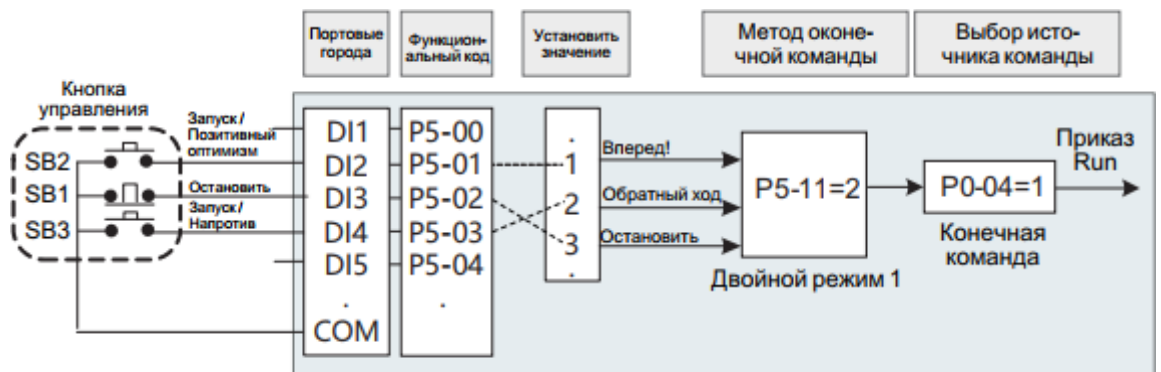 Портовые
города
Функцион-
альный код
Установить
значение
Метод оконе-
чной команды
Выбор исто-
чника команды
Кнопка
управления
Запуск /
Позитивный
оптимизм
Остановить
Запуск /
Напротив
SB2
SB1
SB3
DI1
DI2
DI3
DI4
DI5
.
COM
P5-00
P5-01
P5-02
P5-03
P5-04
.
.
1
2
3
.
Вперед!
Обратный ход
Остановить
P5-11=2
Двойной режим 1
P0-04=1
Конечная
команда
Приказ
Run